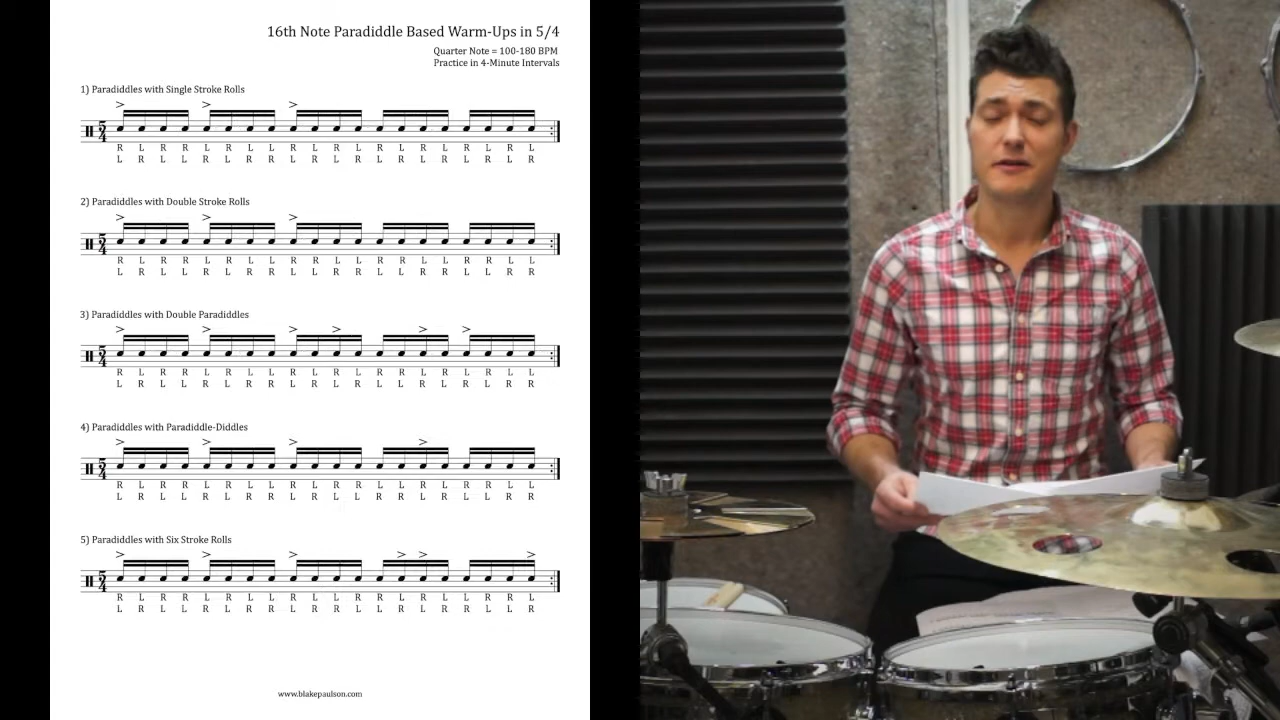 16th Note Paradiddle Based Warm-Ups in 5/4
Quarter Note = 100-180 BPM
Practice in 4-Minute Intervals
1) Paradiddles with Single Stroke Rolls
R L R R L R L L R L R L R L R L R L R L
L R L L R L R R L R L R L R L R L R L R
2) Paradiddles with Double Stroke Rolls
R L R R L R L L R R L L R R L L R R L L
L R L L R L R R L L R R L L R R L L R R
3) Paradiddles with Double Paradiddles
R L R R L R L L R L R L R R L R L R L L
L R L L R L R R L R L R L L R L R L R R
4) Paradiddles with Paradiddle-Diddles
R L R R L R L L R L R R L L R L R R L L
L R L L R L R R L R L L R R L R L L R R
5) Paradiddles with Six Stroke Rolls
R L R R L R L L R L L R R L R L L R R L
L R L L R L R R L R R L L R L R R L L R
www.blakepaulson.com